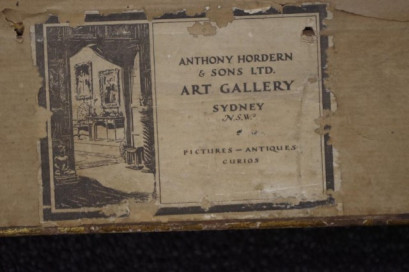 ANTHONY HORDERN
& SONS LTD.
ART GALLERY
SYDNEY
N.S.W.
PICTURES — ANTIQUES
CURIOS